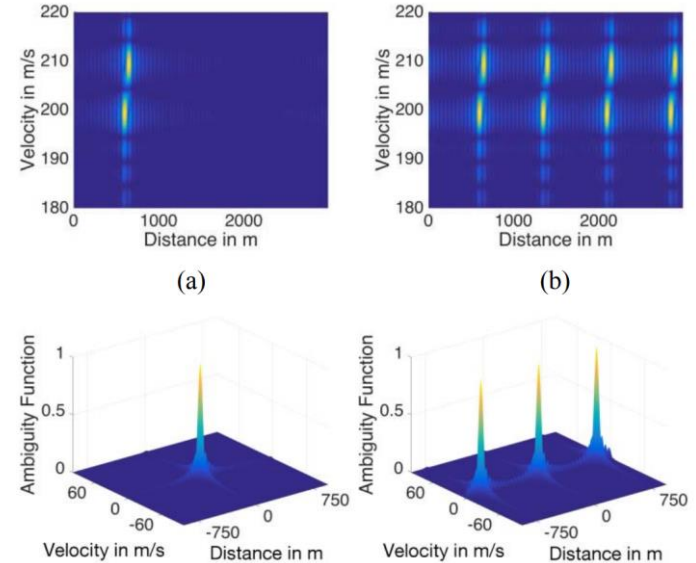 220
210
200
190
180
Velocity in m/s
0 1000 2000
Distance in m
(a)
220
210
200
190
180
Velocity in m/s
0 1000 2000
Distance in m
(b)
Ambiguity Function
1
0.5
0
60
0
-60
Velocity in m/s
-750
0
750
Distance in m
Ambiguity Function
1
0.5
0
60
0
-60
Velocity in m/s
-750
0
750
Distance in m